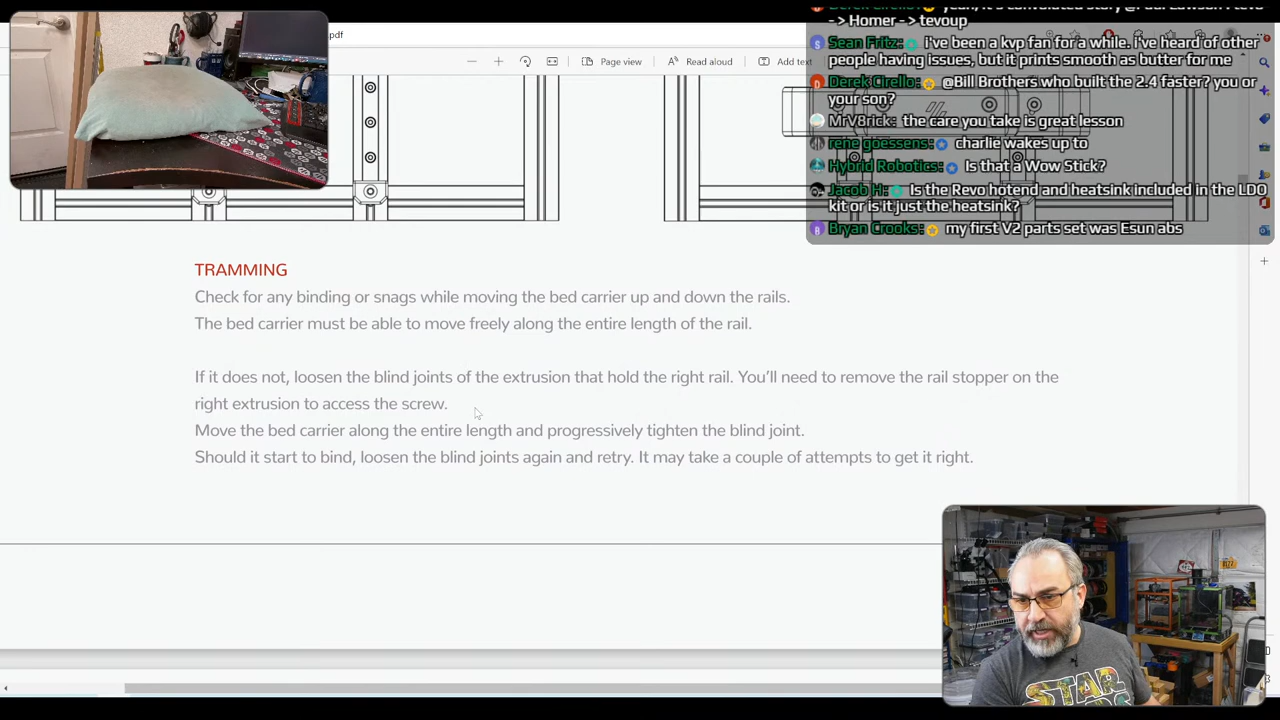 .pdf
Page view
Read aloud
Add text
-> Homer -> tevoup
Sean Fritz: i've been a kvp fan for a while. i've heard of other
people having issues, but it prints smooth as butter for me
Derek Cirello: @Bill Brothers who built the 2.4 faster? you or
your son?
MrVBrick: the care you take is great lesson
rene goessens: charlie wakes up to
Hybrid Robotics: Is that a Wow Stick?
Jacob H: Is the Revo hotend and heatsink included in the LDO
kit or is it just the heatsink?
Bryan Crooks: my first V2 parts set was Esun abs
TRAMMING
Check for any binding or snags while moving the bed carrier up and down the rails.
The bed carrier must be able to move freely along the entire length of the rail.
If it does not, loosen the blind joints of the extrusion that hold the right rail. You'll need to remove the rail stopper on the
right extrusion to access the screw.
Move the bed carrier along the entire length and progressively tighten the blind joint.
Should it start to bind, loosen the blind joints again and retry. It may take a couple of attempts to get it right.
STAR